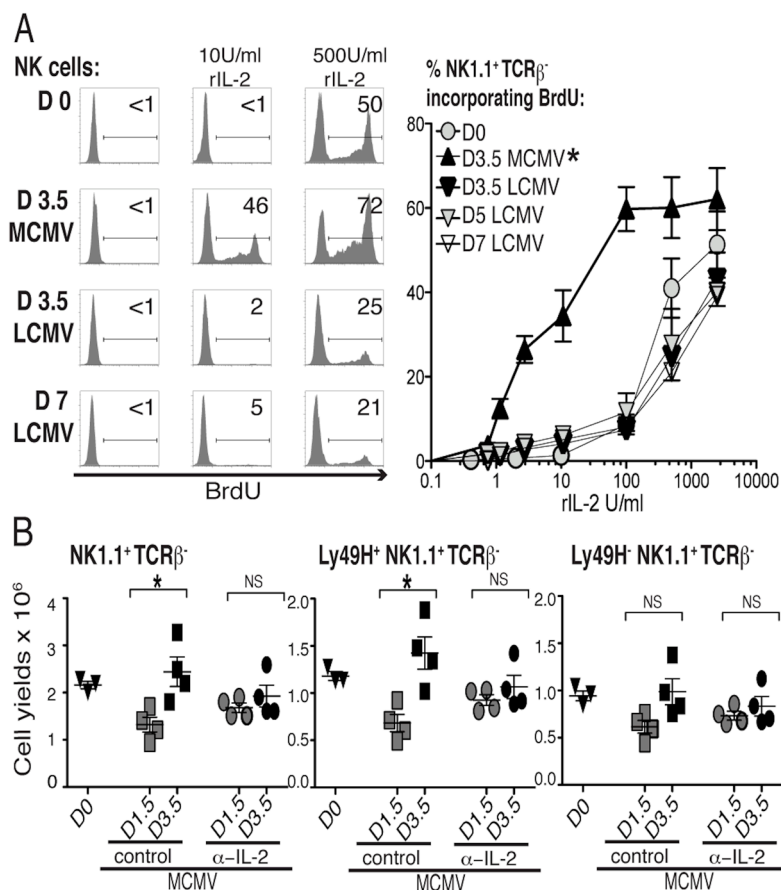 A
NK cells:
10U/ml rIL-2
500U/ml rIL-2
D 0
<1
<1
50
D 3.5 MCMV
<1
46
72
D 3.5 LCMV
<1
2
25
D 7 LCMV
<1
5
21
BrdU
% NK1.1+ TCRβ-
incorporating BrdU:
D0
D3.5 MCMV*
D3.5 LCMV
D5 LCMV
D7 LCMV
80
60
40
20
0
0.1 1 10 100 1000 10000
rIL-2 U/ml
B
NK1.1+ TCRβ-
Ly49H+ NK1.1+ TCRβ-
Ly49H- NK1.1+ TCRβ-
Cell yields x 10⁶
4
3
2
1
0
* NS
2.0
1.5
1.0
0.5
0.0
* NS
2.0
1.5
1.0
0.5
0.0
NS NS
D0 D1.5 D3.5 D1.5 D3.5
control α-IL-2
MCMV
D0 D1.5 D3.5 D1.5 D3.5
control α-IL-2
MCMV
D0 D1.5 D3.5 D1.5 D3.5
control α-IL-2
MCMV